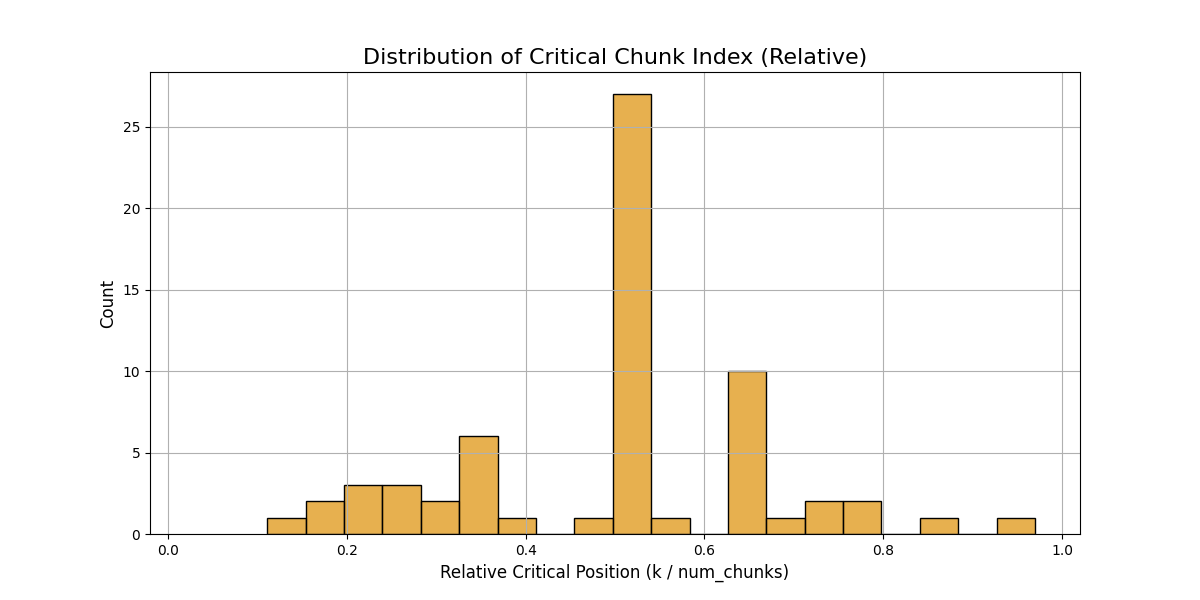 Distribution of Critical Chunk Index (Relative)
Count
25
20
15
10
5
0
0.0 0.2 0.4 0.6 0.8 1.0
Relative Critical Position (k / num_chunks)